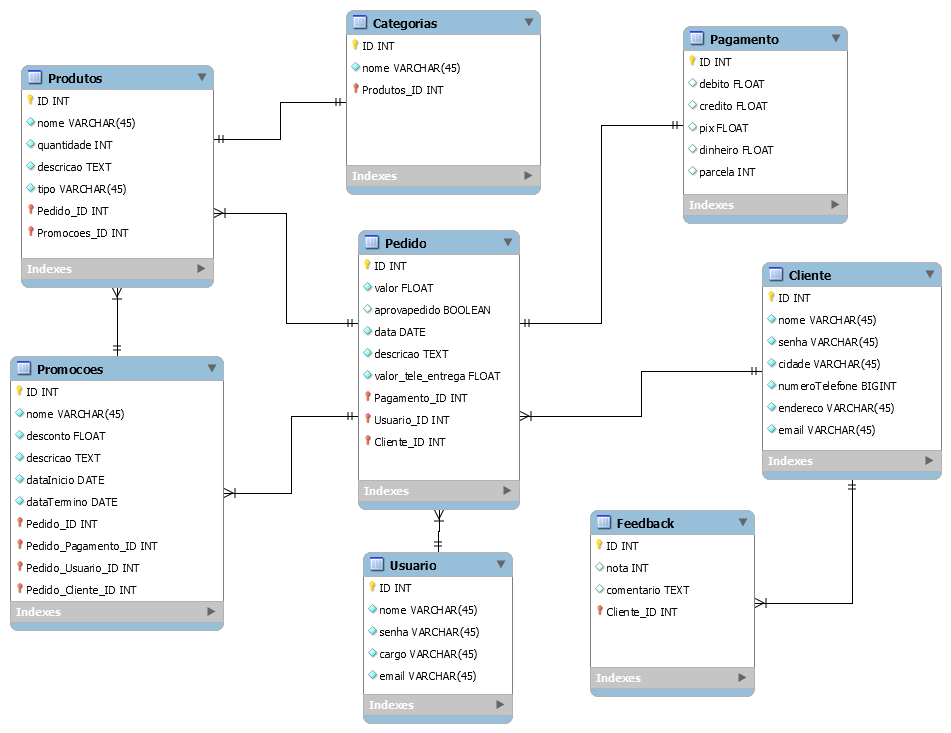 Categorias
ID INT
nome VARCHAR(45)
Produtos_ID INT
Indexes
Pagamento
ID INT
debito FLOAT
credito FLOAT
pix FLOAT
dinheiro FLOAT
parcela INT
Indexes
Produtos
ID INT
nome VARCHAR(45)
quantidade INT
descricao TEXT
tipo VARCHAR(45)
Pedido_ID INT
Promocoes_ID INT
Indexes
Pedido
ID INT
valor FLOAT
aprovapedido BOOLEAN
data DATE
descricao TEXT
valor_tele_entrega FLOAT
Pagamento_ID INT
Usuario_ID INT
Cliente_ID INT
Indexes
Cliente
ID INT
nome VARCHAR(45)
senha VARCHAR(45)
cidade VARCHAR(45)
numeroTelefone BIGINT
endereco VARCHAR(45)
email VARCHAR(45)
Indexes
Promocoes
ID INT
nome VARCHAR(45)
desconto FLOAT
descricao TEXT
dataInicio DATE
dataTermino DATE
Pedido_ID INT
Pedido_Pagamento_ID INT
Pedido_Usuario_ID INT
Pedido_Cliente_ID INT
Indexes
Usuario
ID INT
nome VARCHAR(45)
senha VARCHAR(45)
cargo VARCHAR(45)
email VARCHAR(45)
Indexes
Feedback
ID INT
nota INT
comentario TEXT
Cliente_ID INT
Indexes